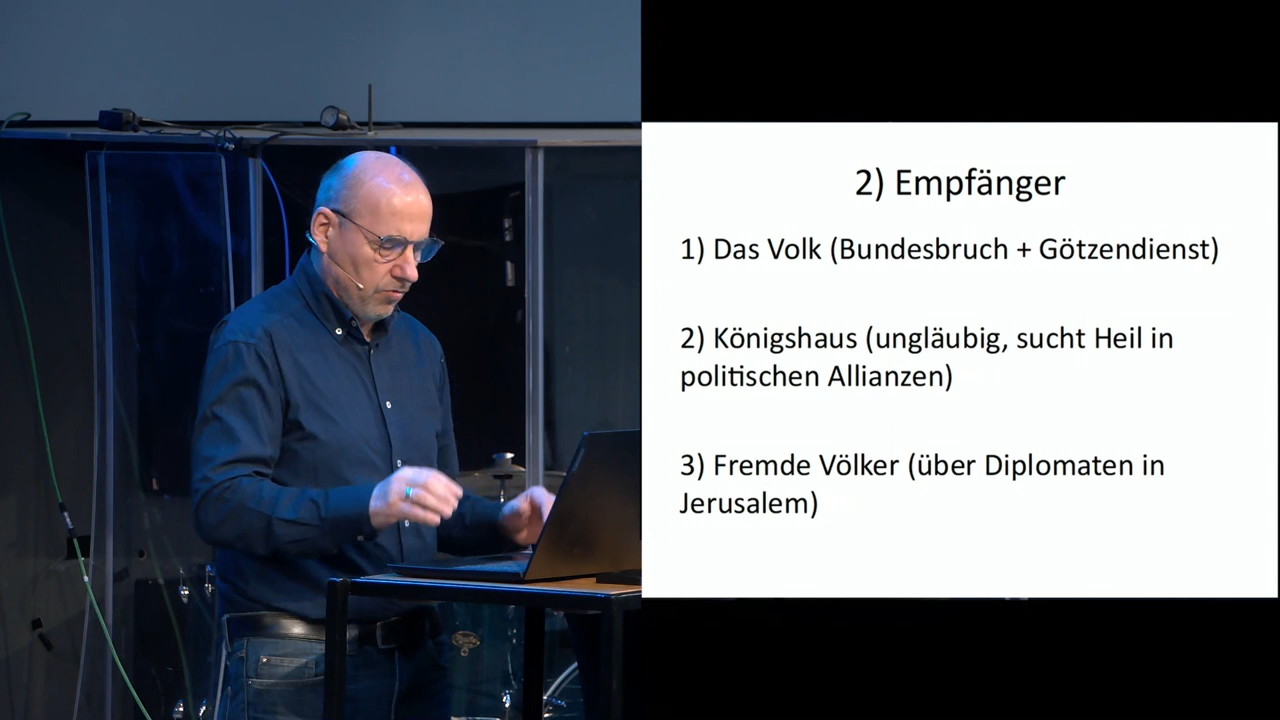 2) Empfänger
1) Das Volk (Bundesbruch + Götzendienst)
2) Königshaus (ungläubig, sucht Heil in
politischen Allianzen)
3) Fremde Völker (über Diplomaten in
Jerusalem)